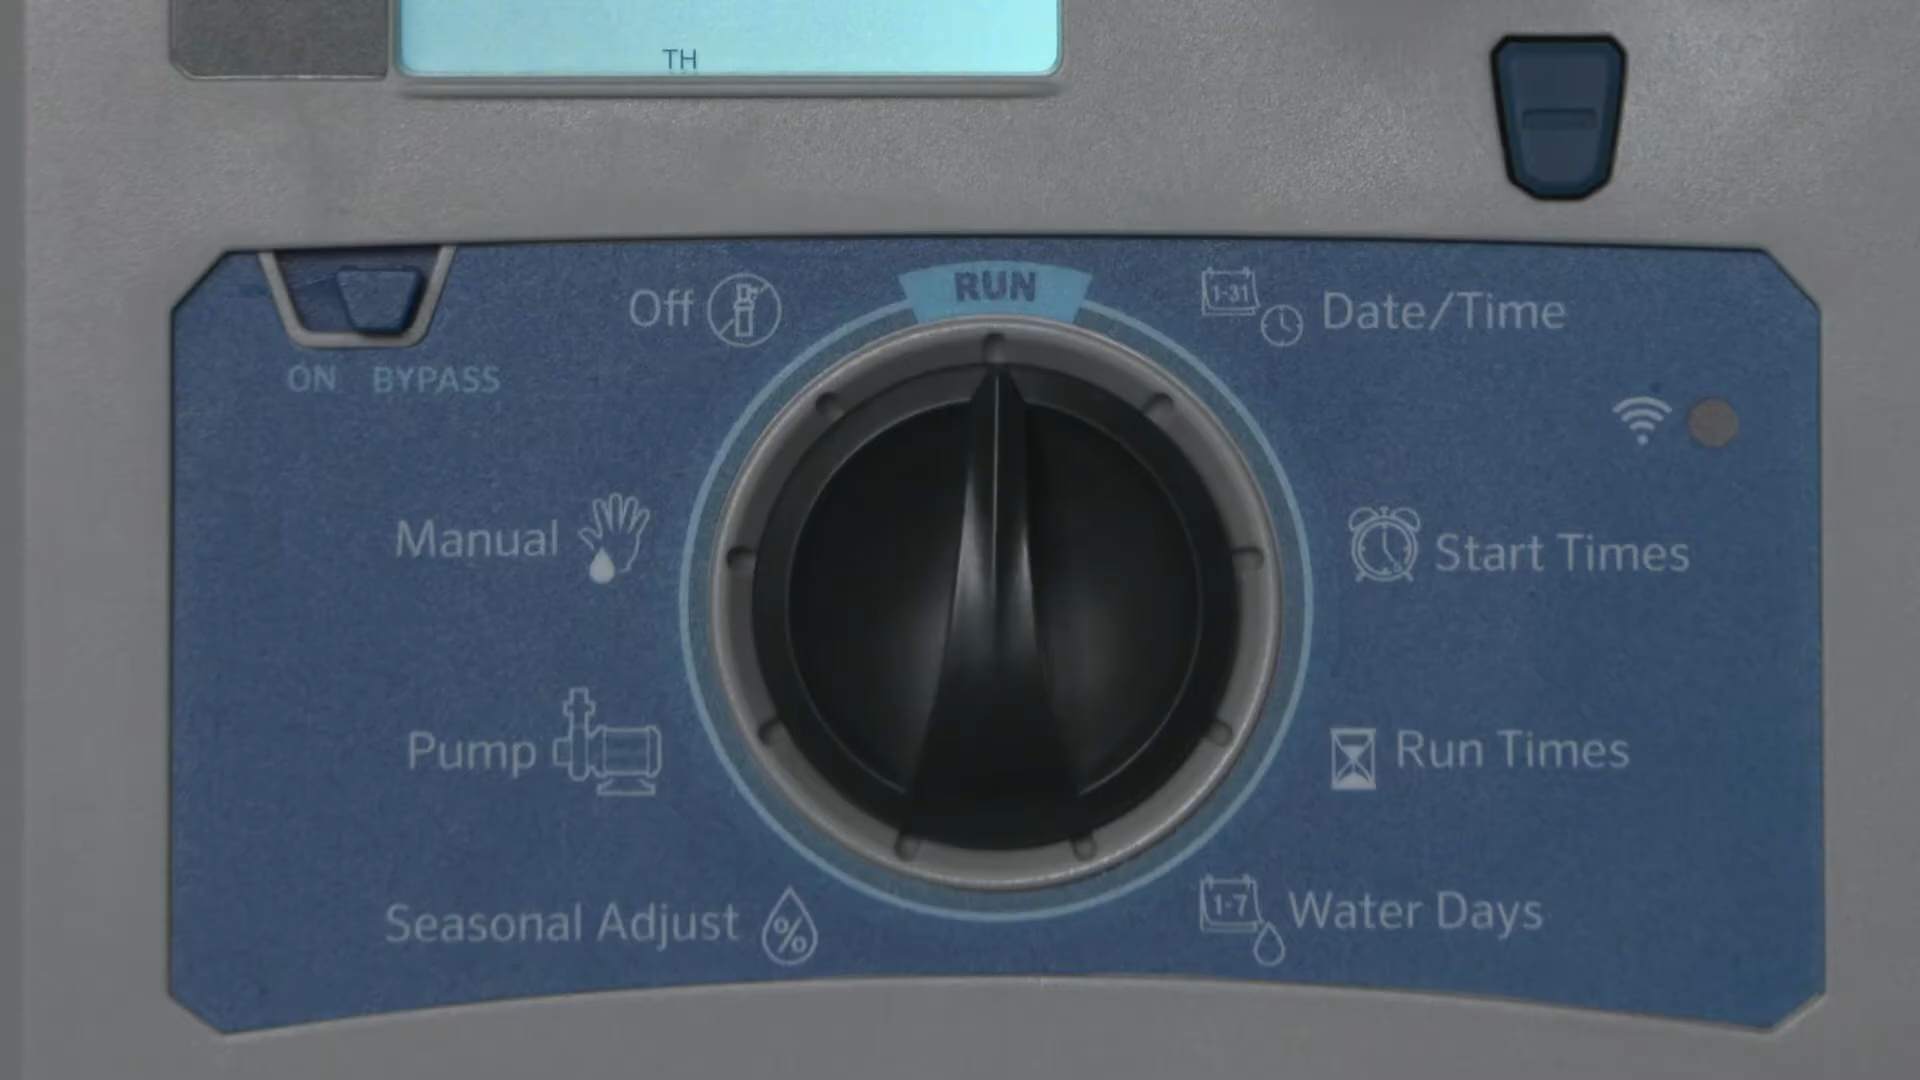 TH
RUN
Off
1-31
Date/Time
ON BYPASS
Manual
Start Times
Pump
Run Times
Seasonal Adjust %
1-7
Water Days